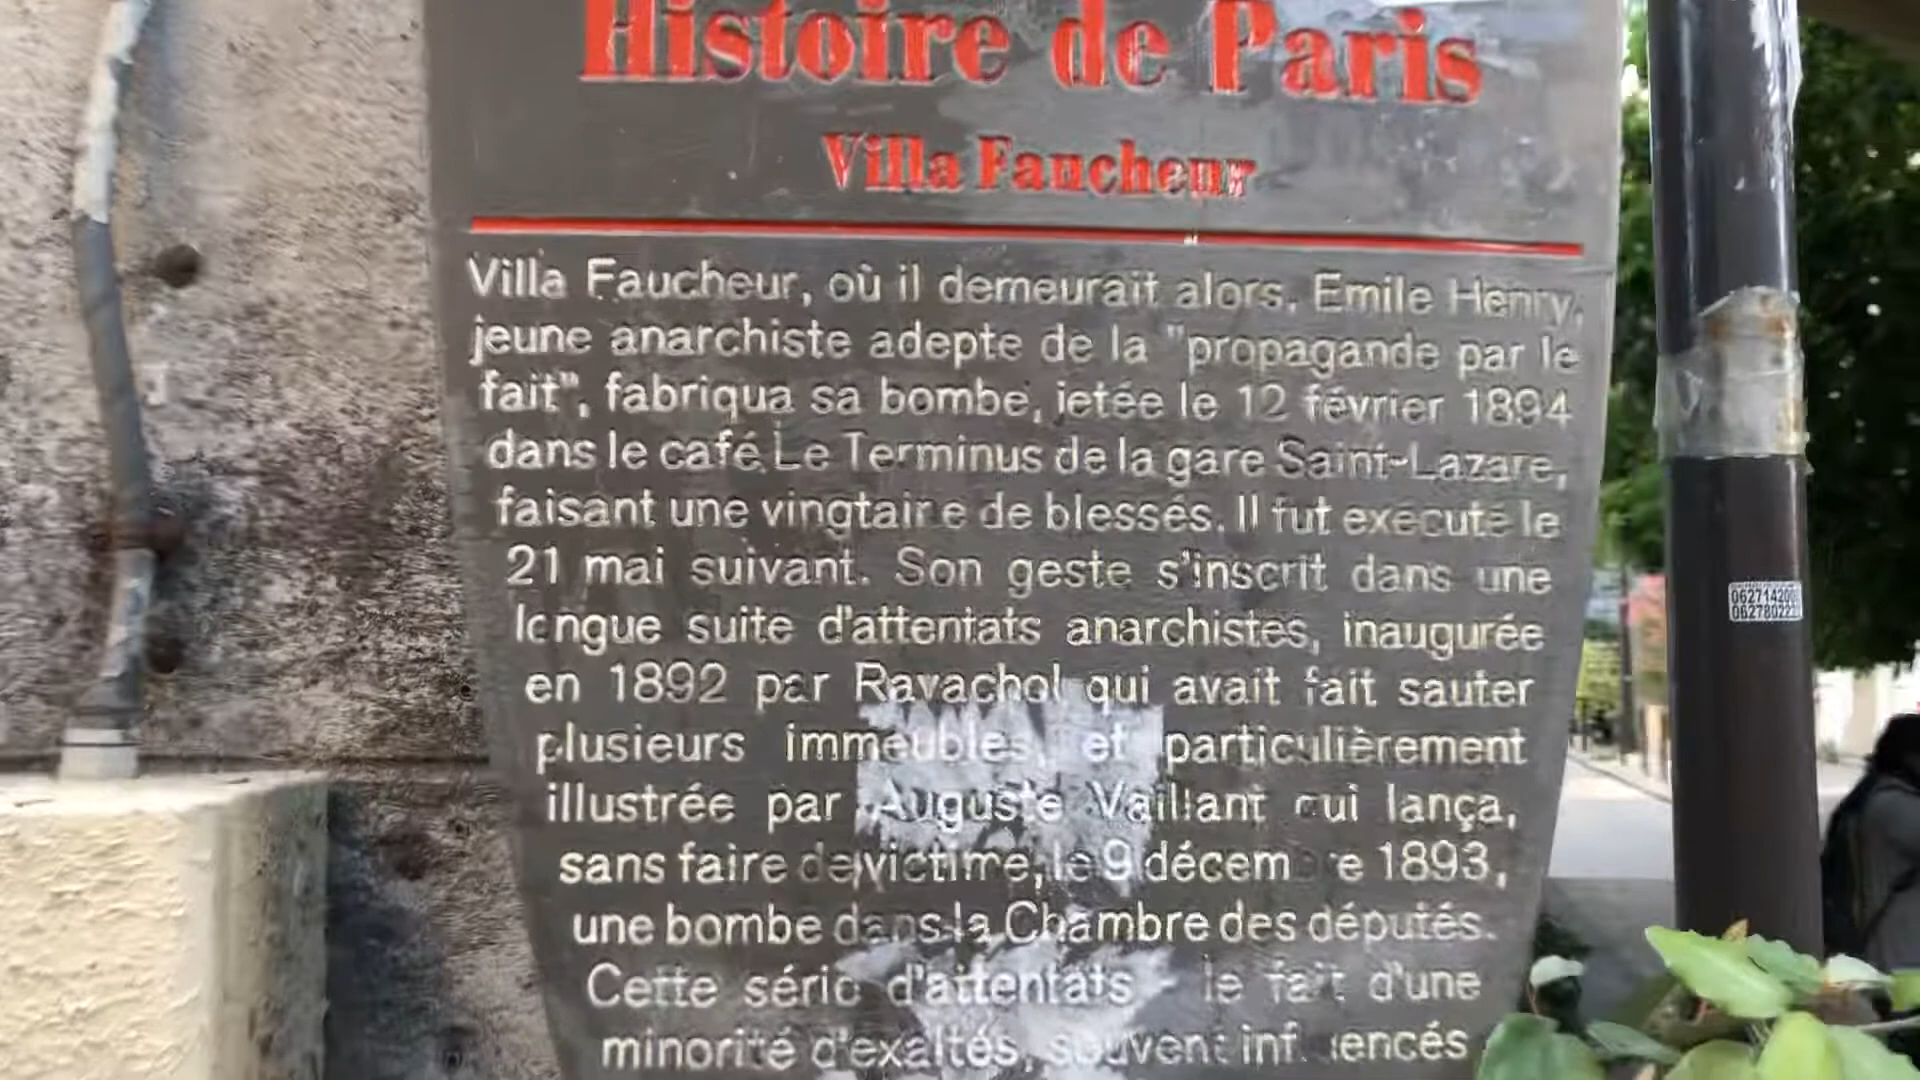 Histoire de Paris
Villa Faucheur
Villa Faucheur, où il demeurait alors, Emile Henry,
jeune anarchiste adepte de la "propagande par le
fait", fabriqua sa bombe, jetée le 12 février 1894
dans le café Le Terminus de la gare Saint-Lazare,
faisant une vingtaine de blessés. Il fut exécuté le
21 mai suivant. Son geste s'inscrit dans une
longue suite d'attentats anarchistes, inaugurée
en 1892 par Ravachol qui avait fait sauter
plusieurs immeubles, et particulièrement
illustrée par Auguste Vaillant qui lança,
sans faire de victime, le 9 décembre 1893,
une bombe dans la Chambre des députés.
Cette série d'attentats le fait d'une
minorité d'exaltés, souvent influencés